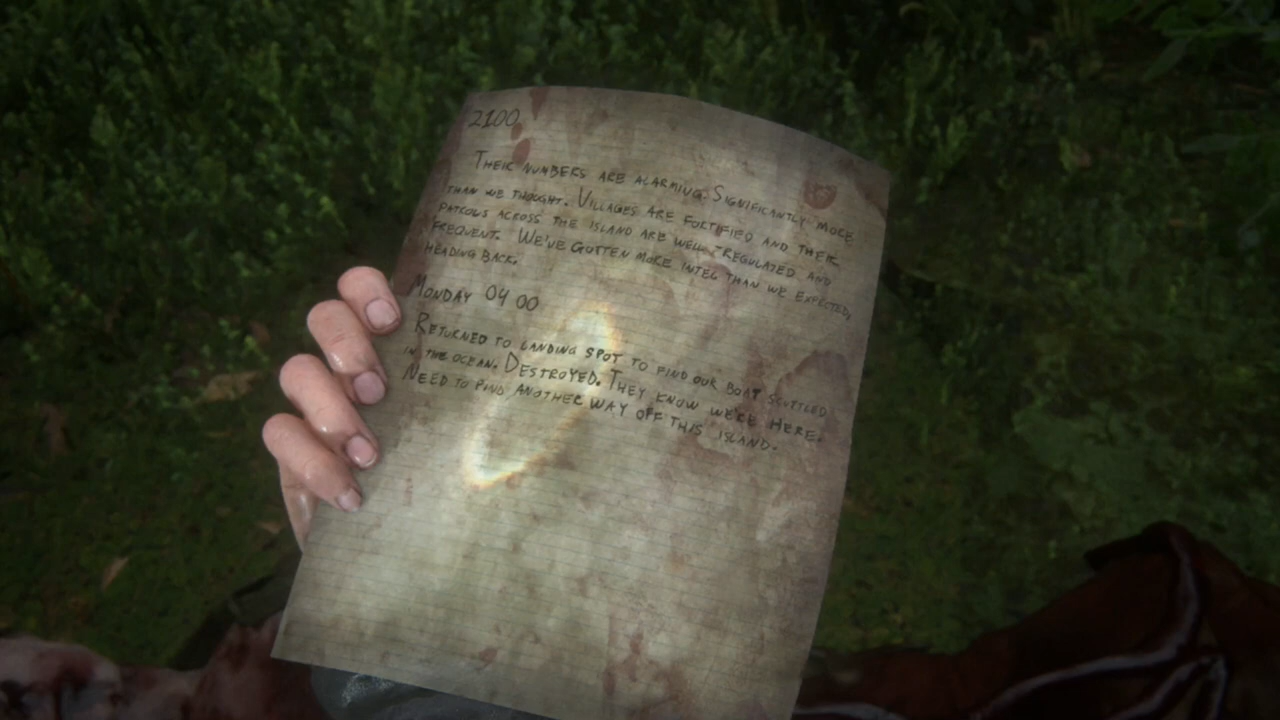 2100
THEIR NUMBERS ARE ALARMING. SIGNIFICANTLY MORE
THAN WE THOUGHT. VILLAGES ARE FORTIFIED AND THEIR
PATROLS ACROSS THE ISLAND ARE WELL-REGULATED AND
FREQUENT. WE'VE GOTTEN MORE INTEL THAN WE EXPECTED,
HEADING BACK.
MONDAY 04 00
RETURNED TO LANDING SPOT TO FIND OUR BOAT SCUTTLED
IN THE OCEAN. DESTROYED. THEY KNOW WE'RE HERE.
NEED TO FIND ANOTHER WAY OFF THIS ISLAND.